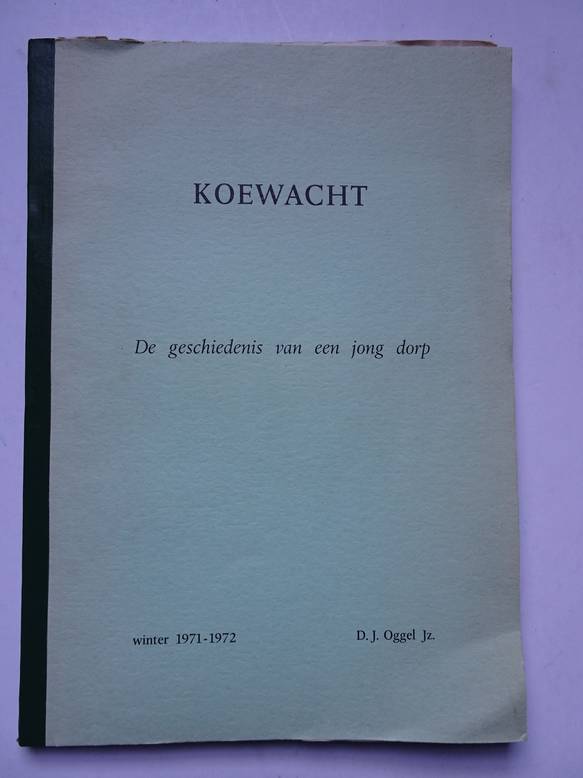 KOEWACHT
De geschiedenis van een jong dorp
winter 1971-1972 D. J. Oggel Jz.